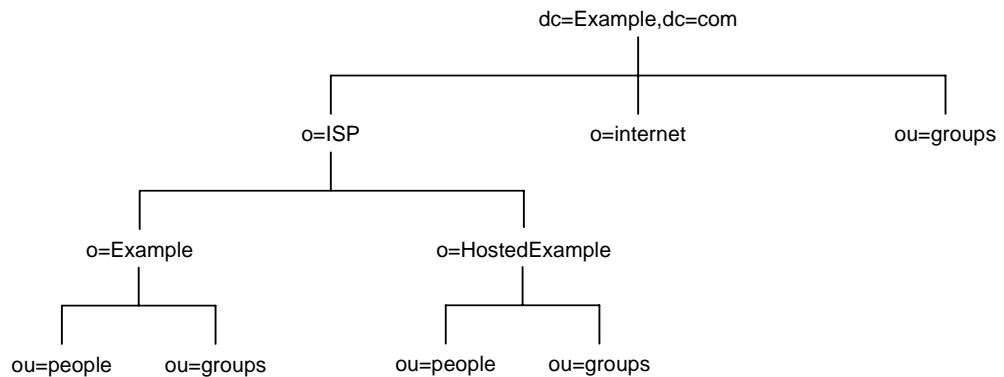 dc=Example,dc=com
o=ISP
o=internet
ou=groups
o=Example
o=HostedExample
ou=people
ou=groups
ou=people
ou=groups